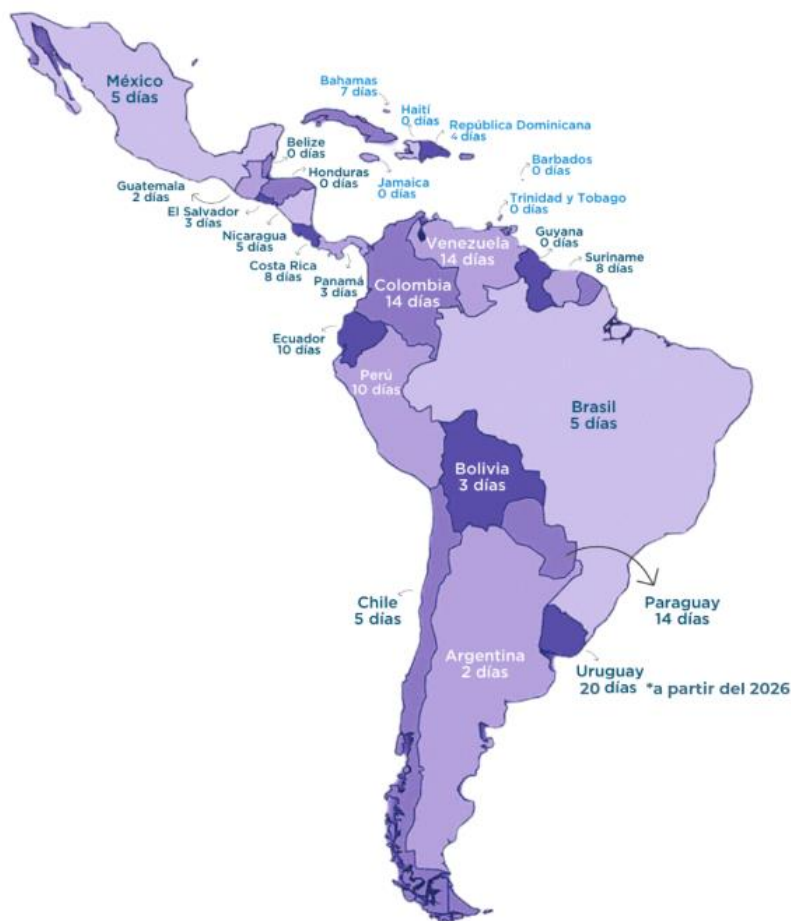 México
5 días
Bahamas
7 días
Haití
0 días
República Dominicana
4 días
Belize
0 días
Honduras
0 días
Jamaica
0 días
Barbados
0 días
Guatemala
2 días
El Salvador
3 días
Trinidad y Tobago
0 días
Nicaragua
5 días
Guyana
0 días
Venezuela
14 días
Suriname
8 días
Costa Rica
8 días
Panamá
3 días
Colombia
14 días
Ecuador
10 días
Perú
10 días
Brasil
5 días
Bolivia
3 días
Chile
5 días
Paraguay
14 días
Argentina
2 días
Uruguay
20 días *a partir del 2026